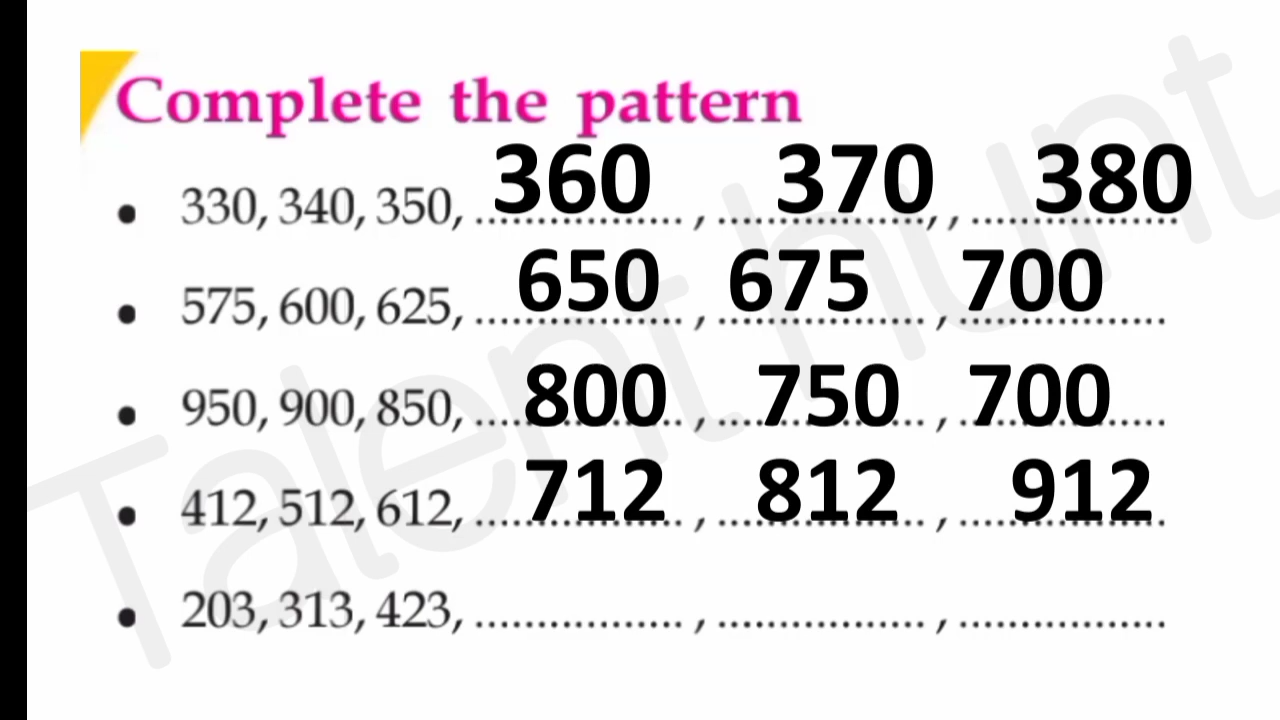 Complete the pattern
• 330, 340, 350, ................. 360 , ................. 370, , ................. 380
• 575, 600, 625, ................. 650 , ................. 675 , ................. 700
• 950, 900, 850, ................. 800 , ................. 750 , ................. 700
• 412, 512, 612, ................. 712 , ................. 812 , ................. 912
• 203, 313, 423, ................. , ................. , .................
Talent hunt